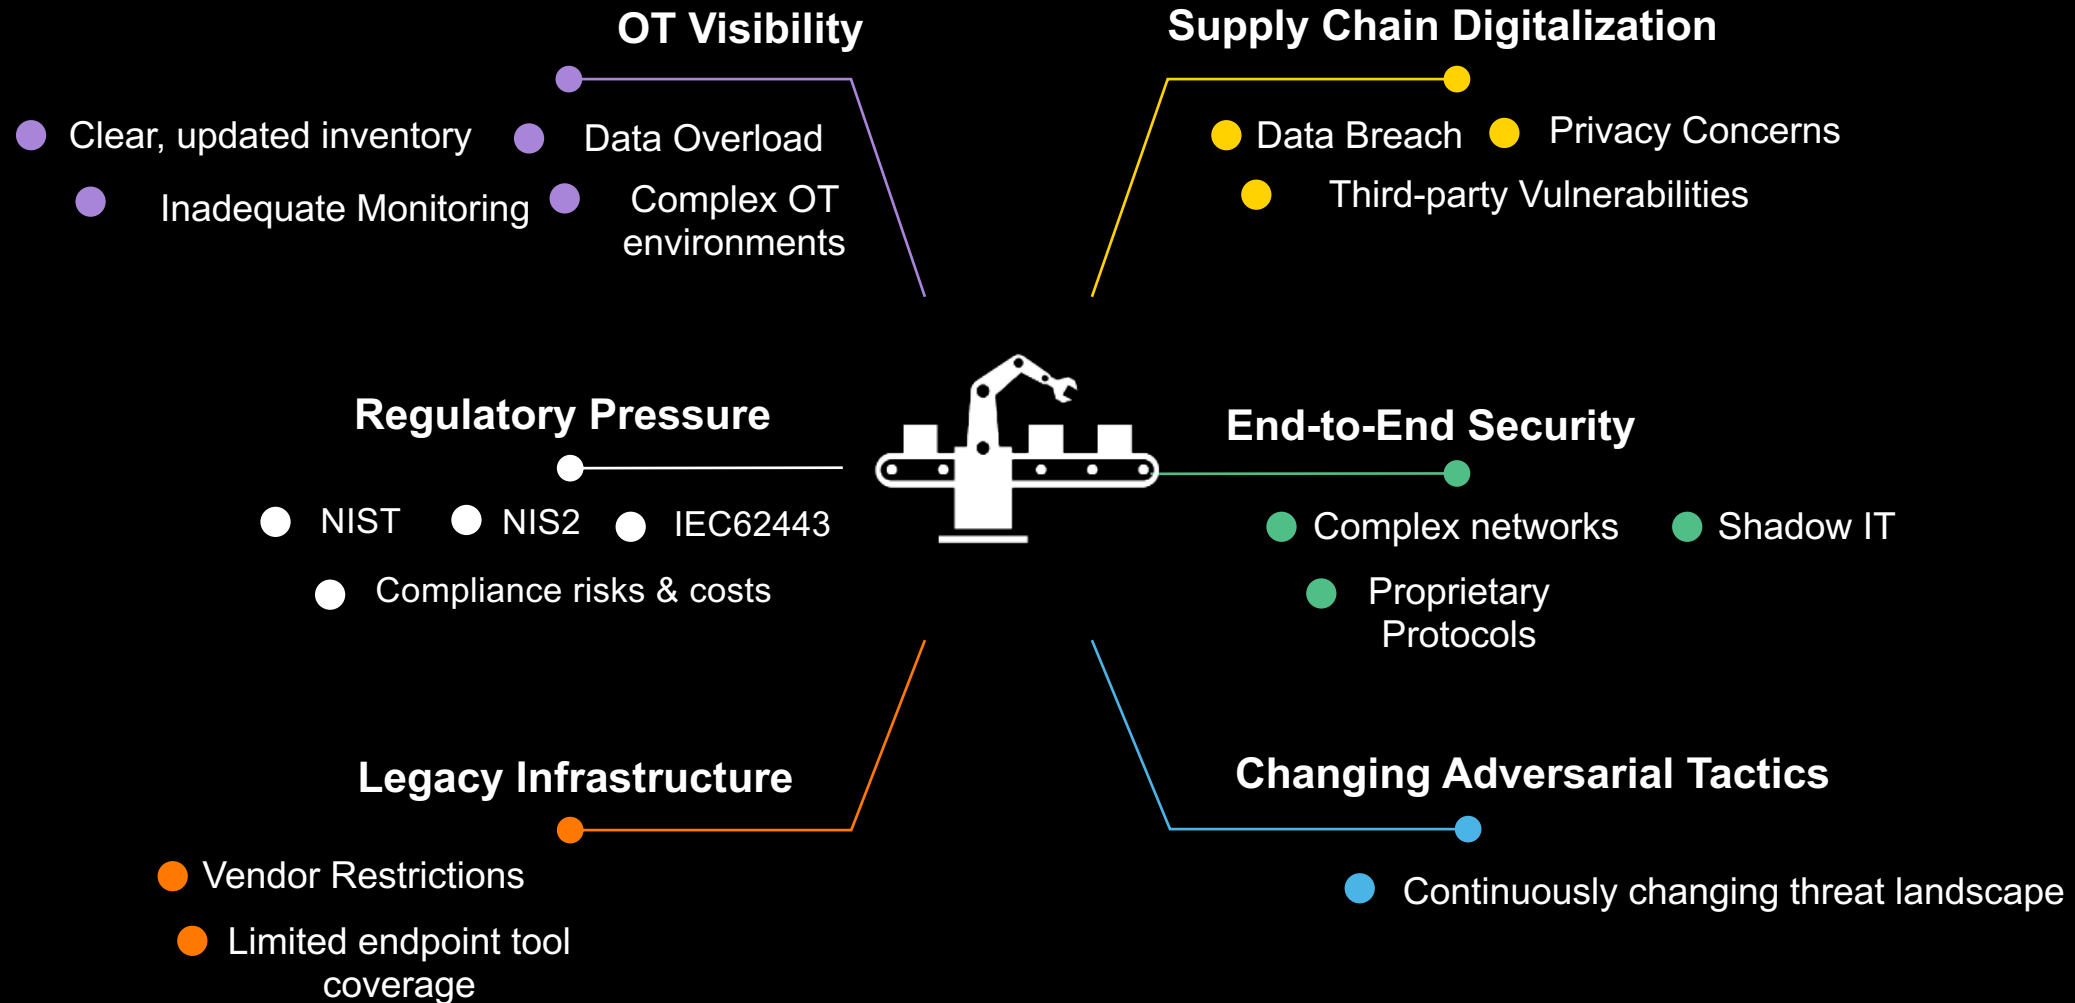 OT Visibility
Clear, updated inventory
Data Overload
Inadequate Monitoring
Complex OT
environments
Supply Chain Digitalization
Data Breach
Privacy Concerns
Third-party Vulnerabilities
Regulatory Pressure
NIST
NIS2
IEC62443
Compliance risks & costs
End-to-End Security
Complex networks
Shadow IT
Proprietary
Protocols
Legacy Infrastructure
Vendor Restrictions
Limited endpoint tool
coverage
Changing Adversarial Tactics
Continuously changing threat landscape